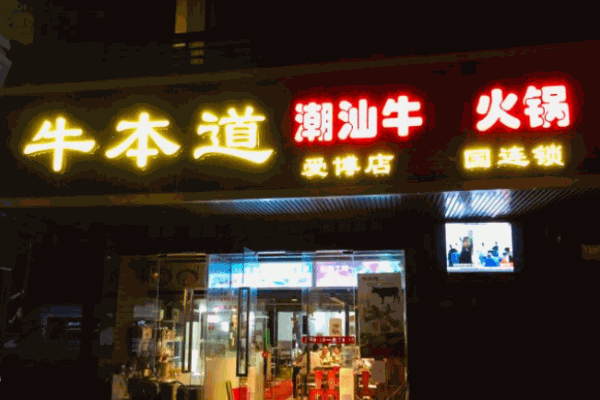 牛本道
潮汕牛 火锅
爱博店 国连锁